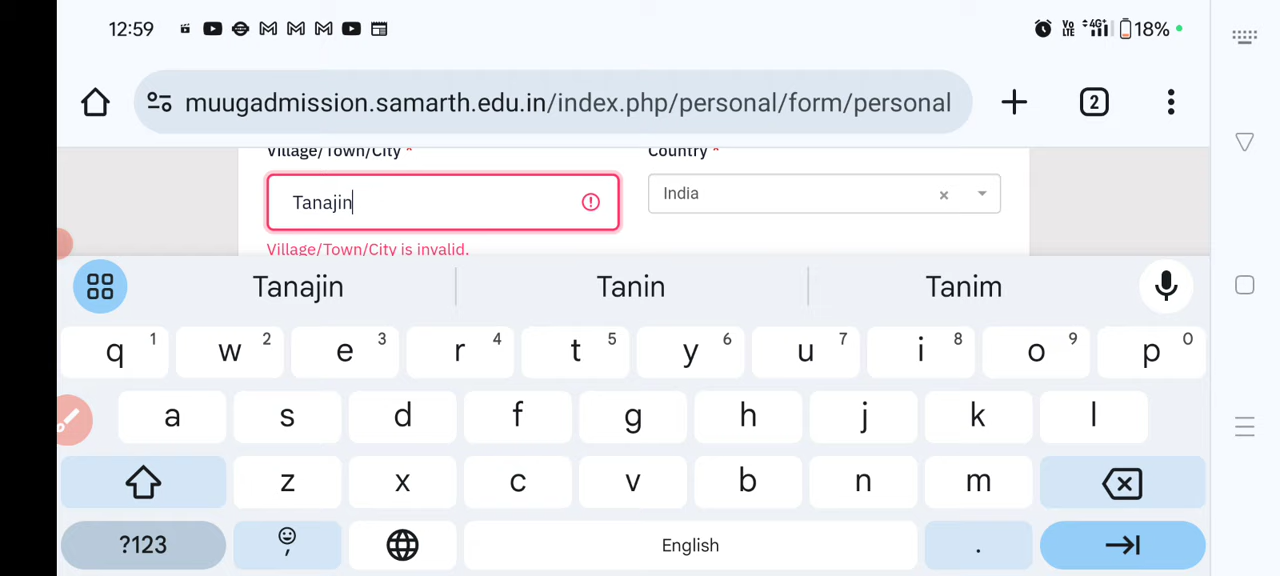 12:59 18%
muugadmission.samarth.edu.in/index.php/personal/form/personal 2
Village/Town/City * Country *
Tanajin India
Village/Town/City is invalid.
Tanajin Tanin Tanim
q 1 w 2 e 3 r 4 t 5 y 6 u 7 i 8 o 9 p 0
a s d f g h j k l
z x c v b n m
?123 , English .